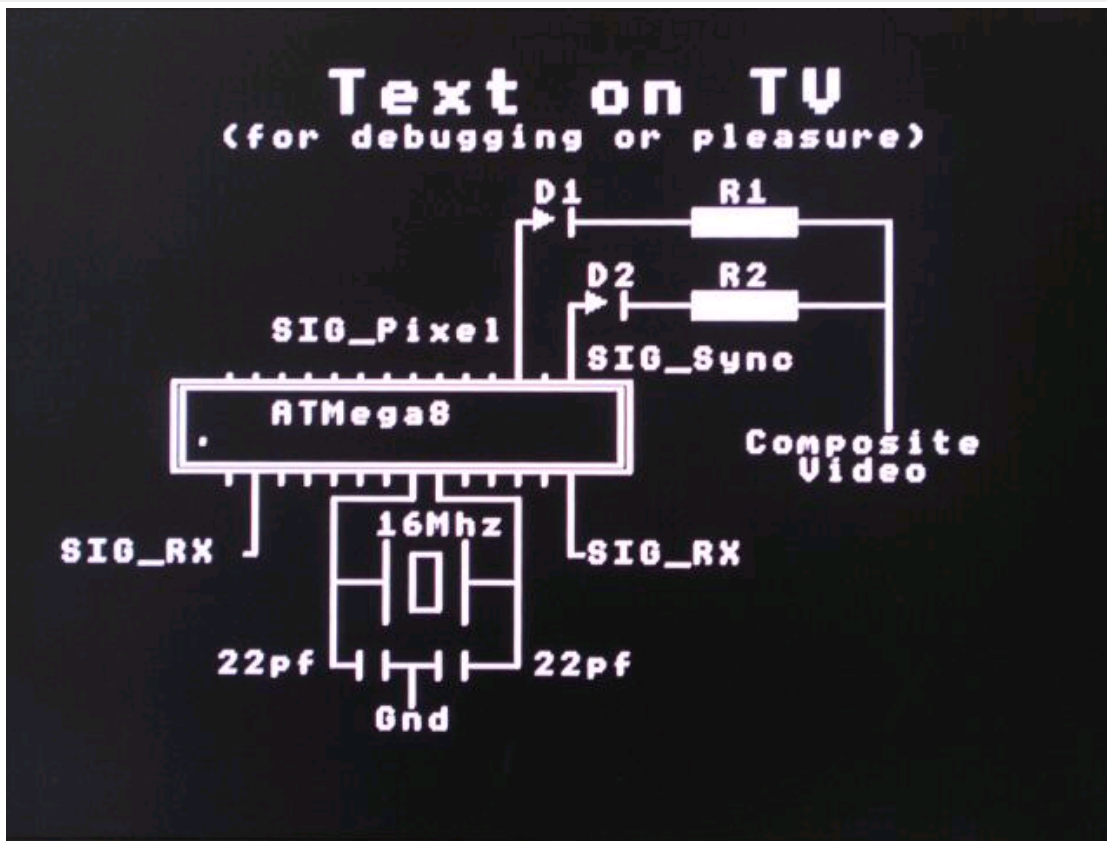 Text on TV
(for debugging or pleasure)
D1 R1
D2 R2
SIG_Pixel
SIG_Sync
ATMega8
Composite
Video
16Mhz
SIG_RX SIG_RX
22pf 22pf
Gnd